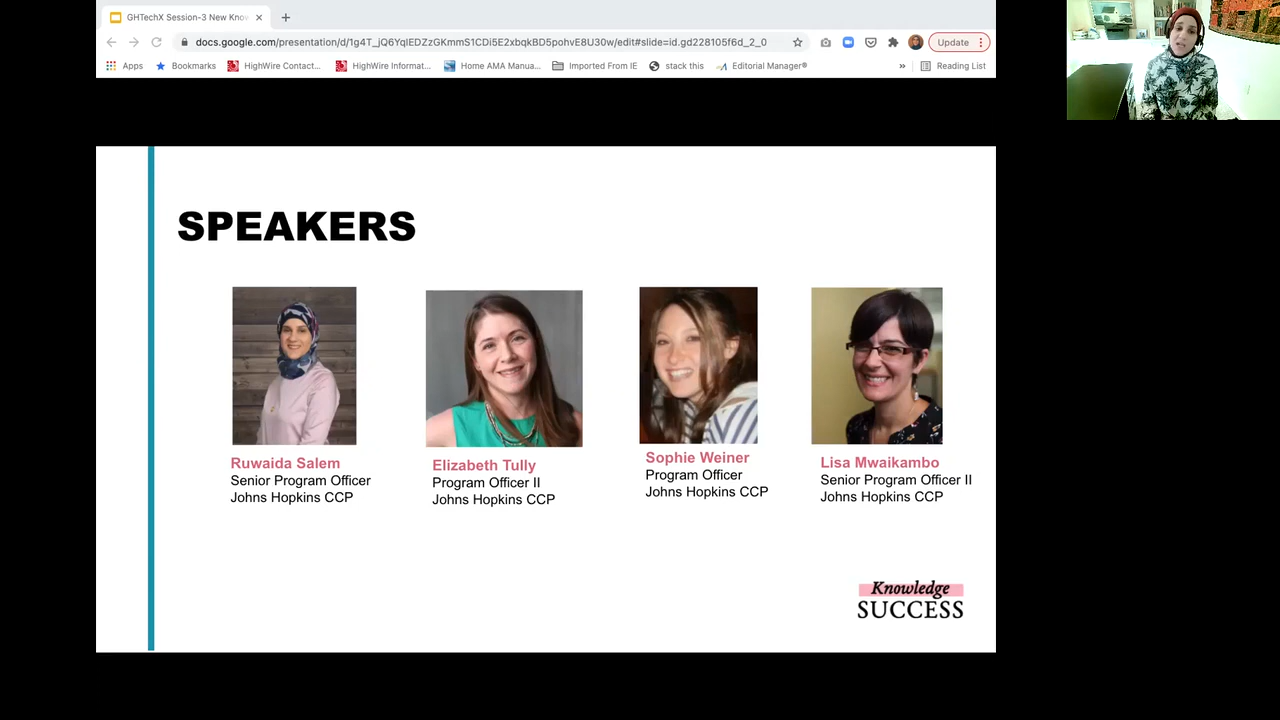 GHTechX Session-3 New Know
docs.google.com/presentation/d/1g4T_jQ6YqlEDZzGKnmS1CDi5E2xbqkBD5pohvE8U30w/edit#slide=id.gd228105f6d_2_0
Update
Apps
Bookmarks
HighWire Contact...
HighWire Informat...
Home AMA Manua...
Imported From IE
stack this
Editorial Manager®
»
Reading List
SPEAKERS
Ruwaida Salem
Senior Program Officer
Johns Hopkins CCP
Elizabeth Tully
Program Officer II
Johns Hopkins CCP
Sophie Weiner
Program Officer
Johns Hopkins CCP
Lisa Mwaikambo
Senior Program Officer II
Johns Hopkins CCP
Knowledge
SUCCESS